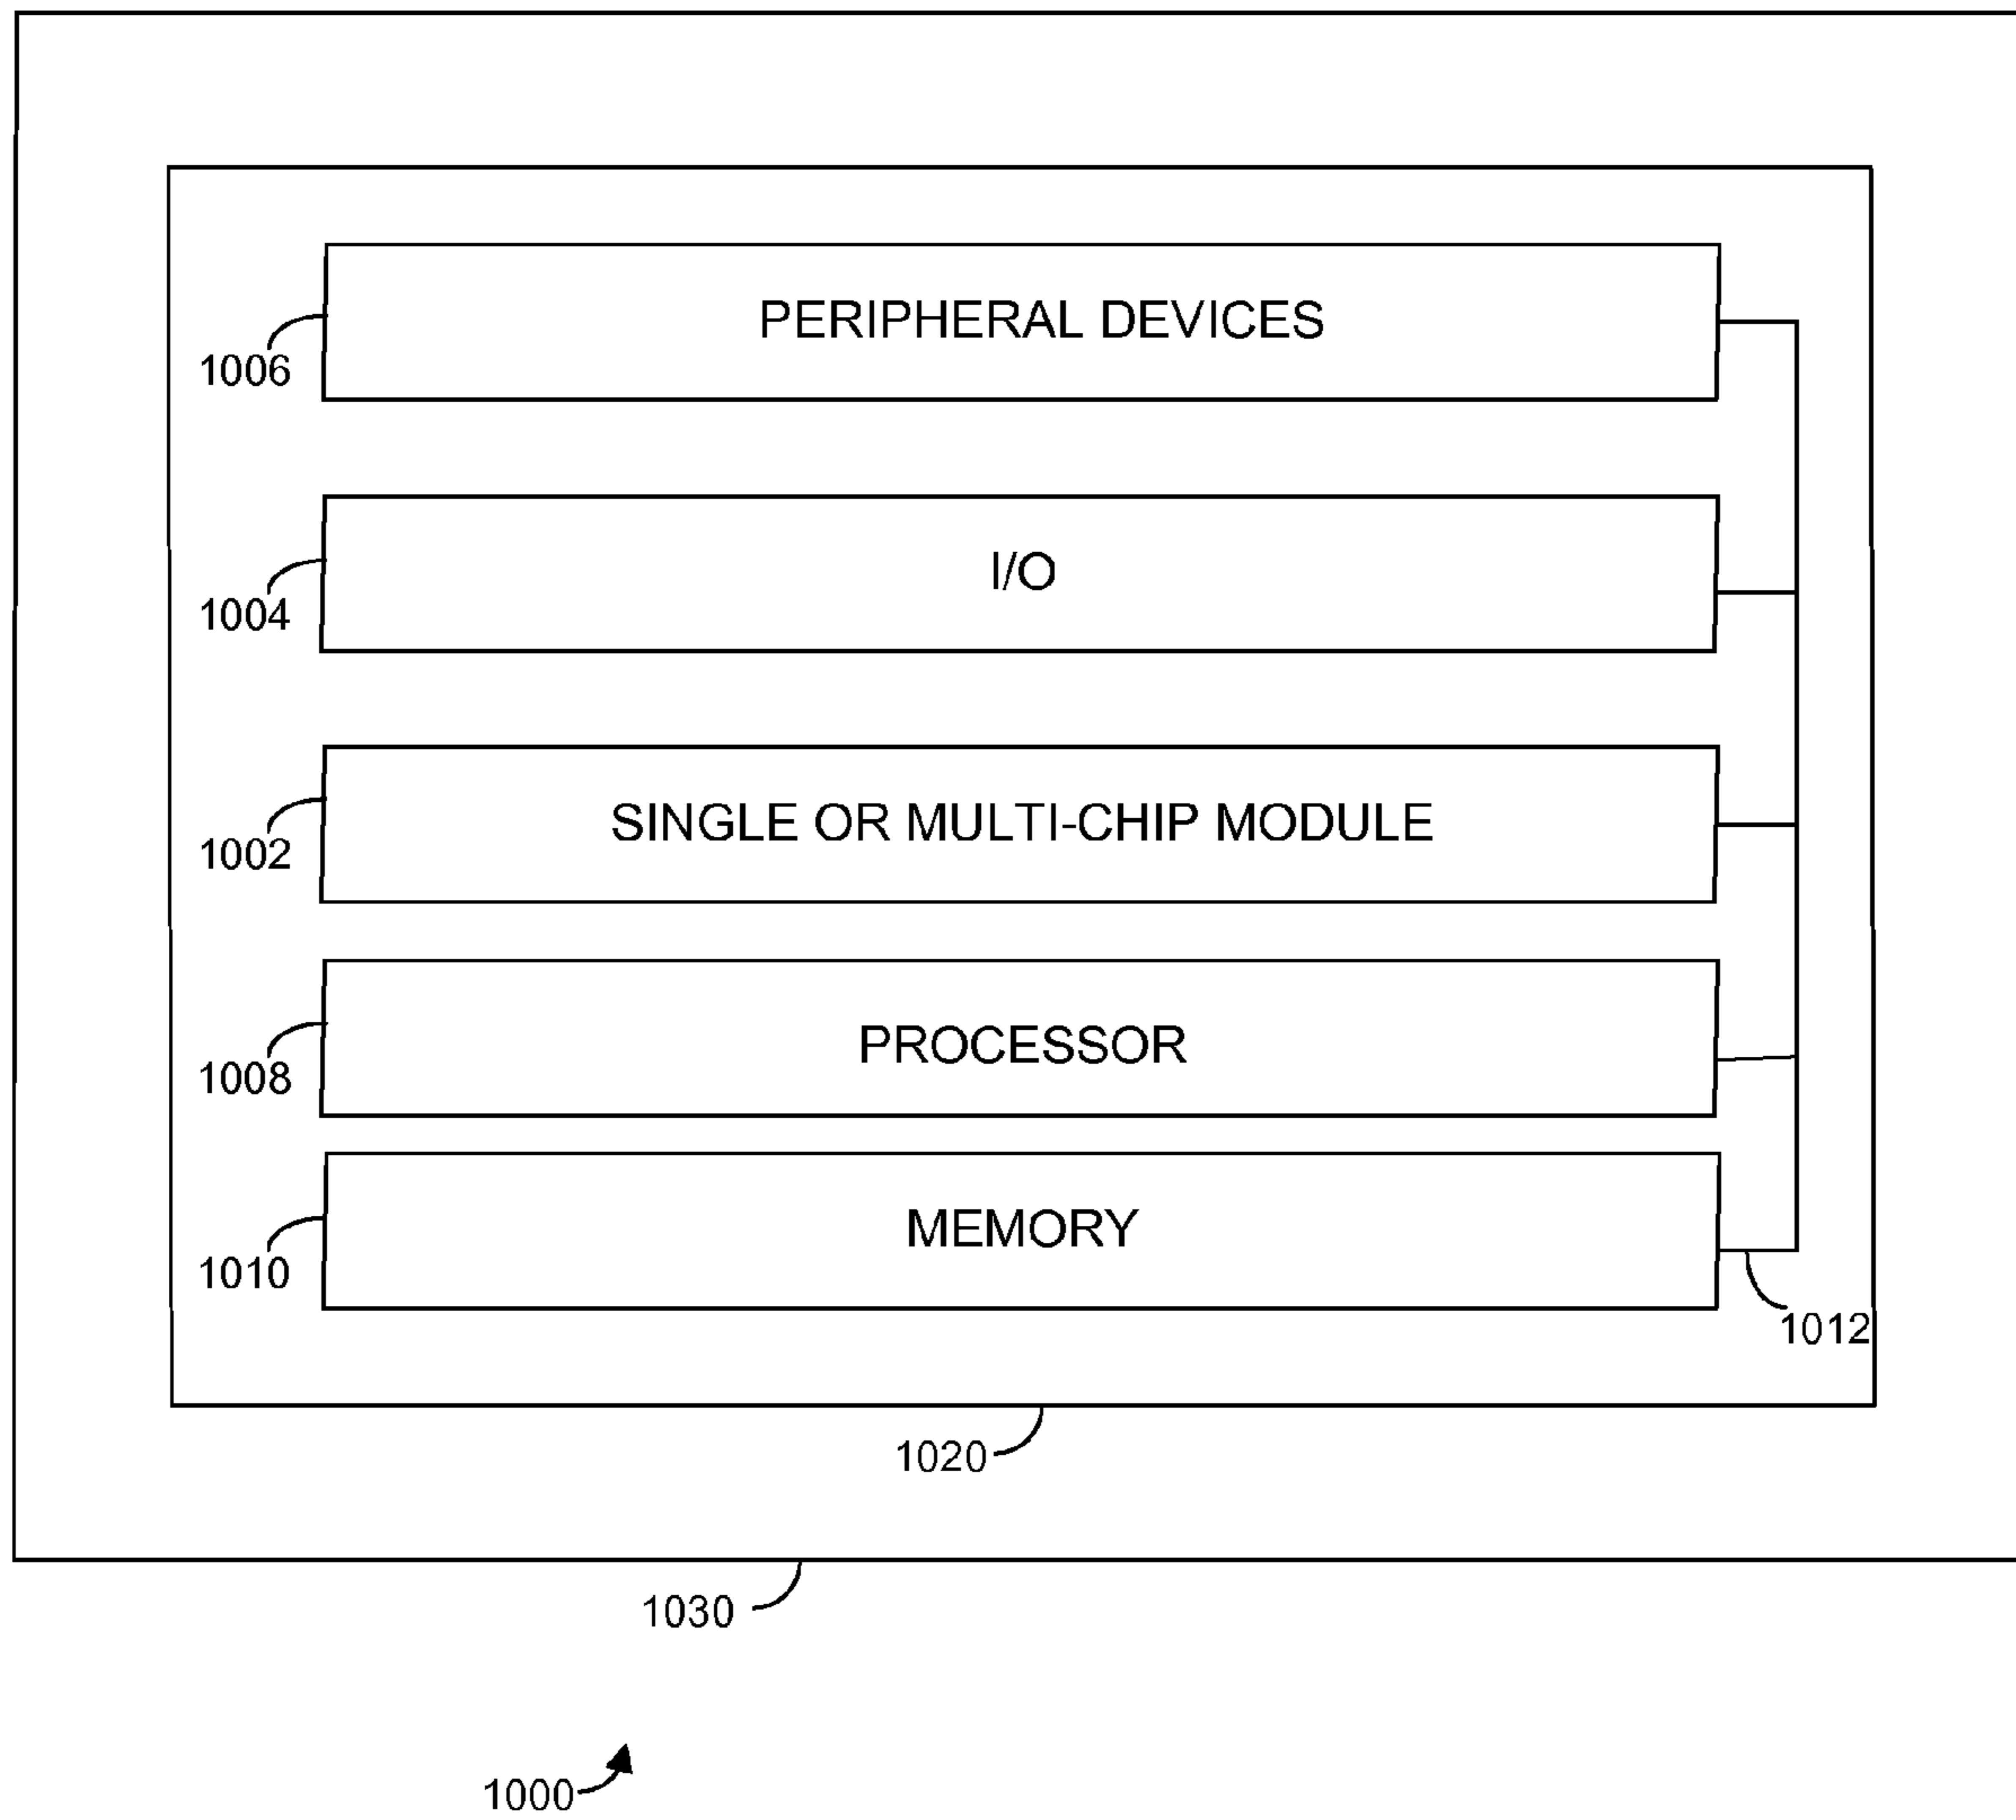 PERIPHERAL DEVICES
1006
I/O
1004
SINGLE OR MULTI-CHIP MODULE
1002
PROCESSOR
1008
MEMORY
1010
1012
1020
1030
1000